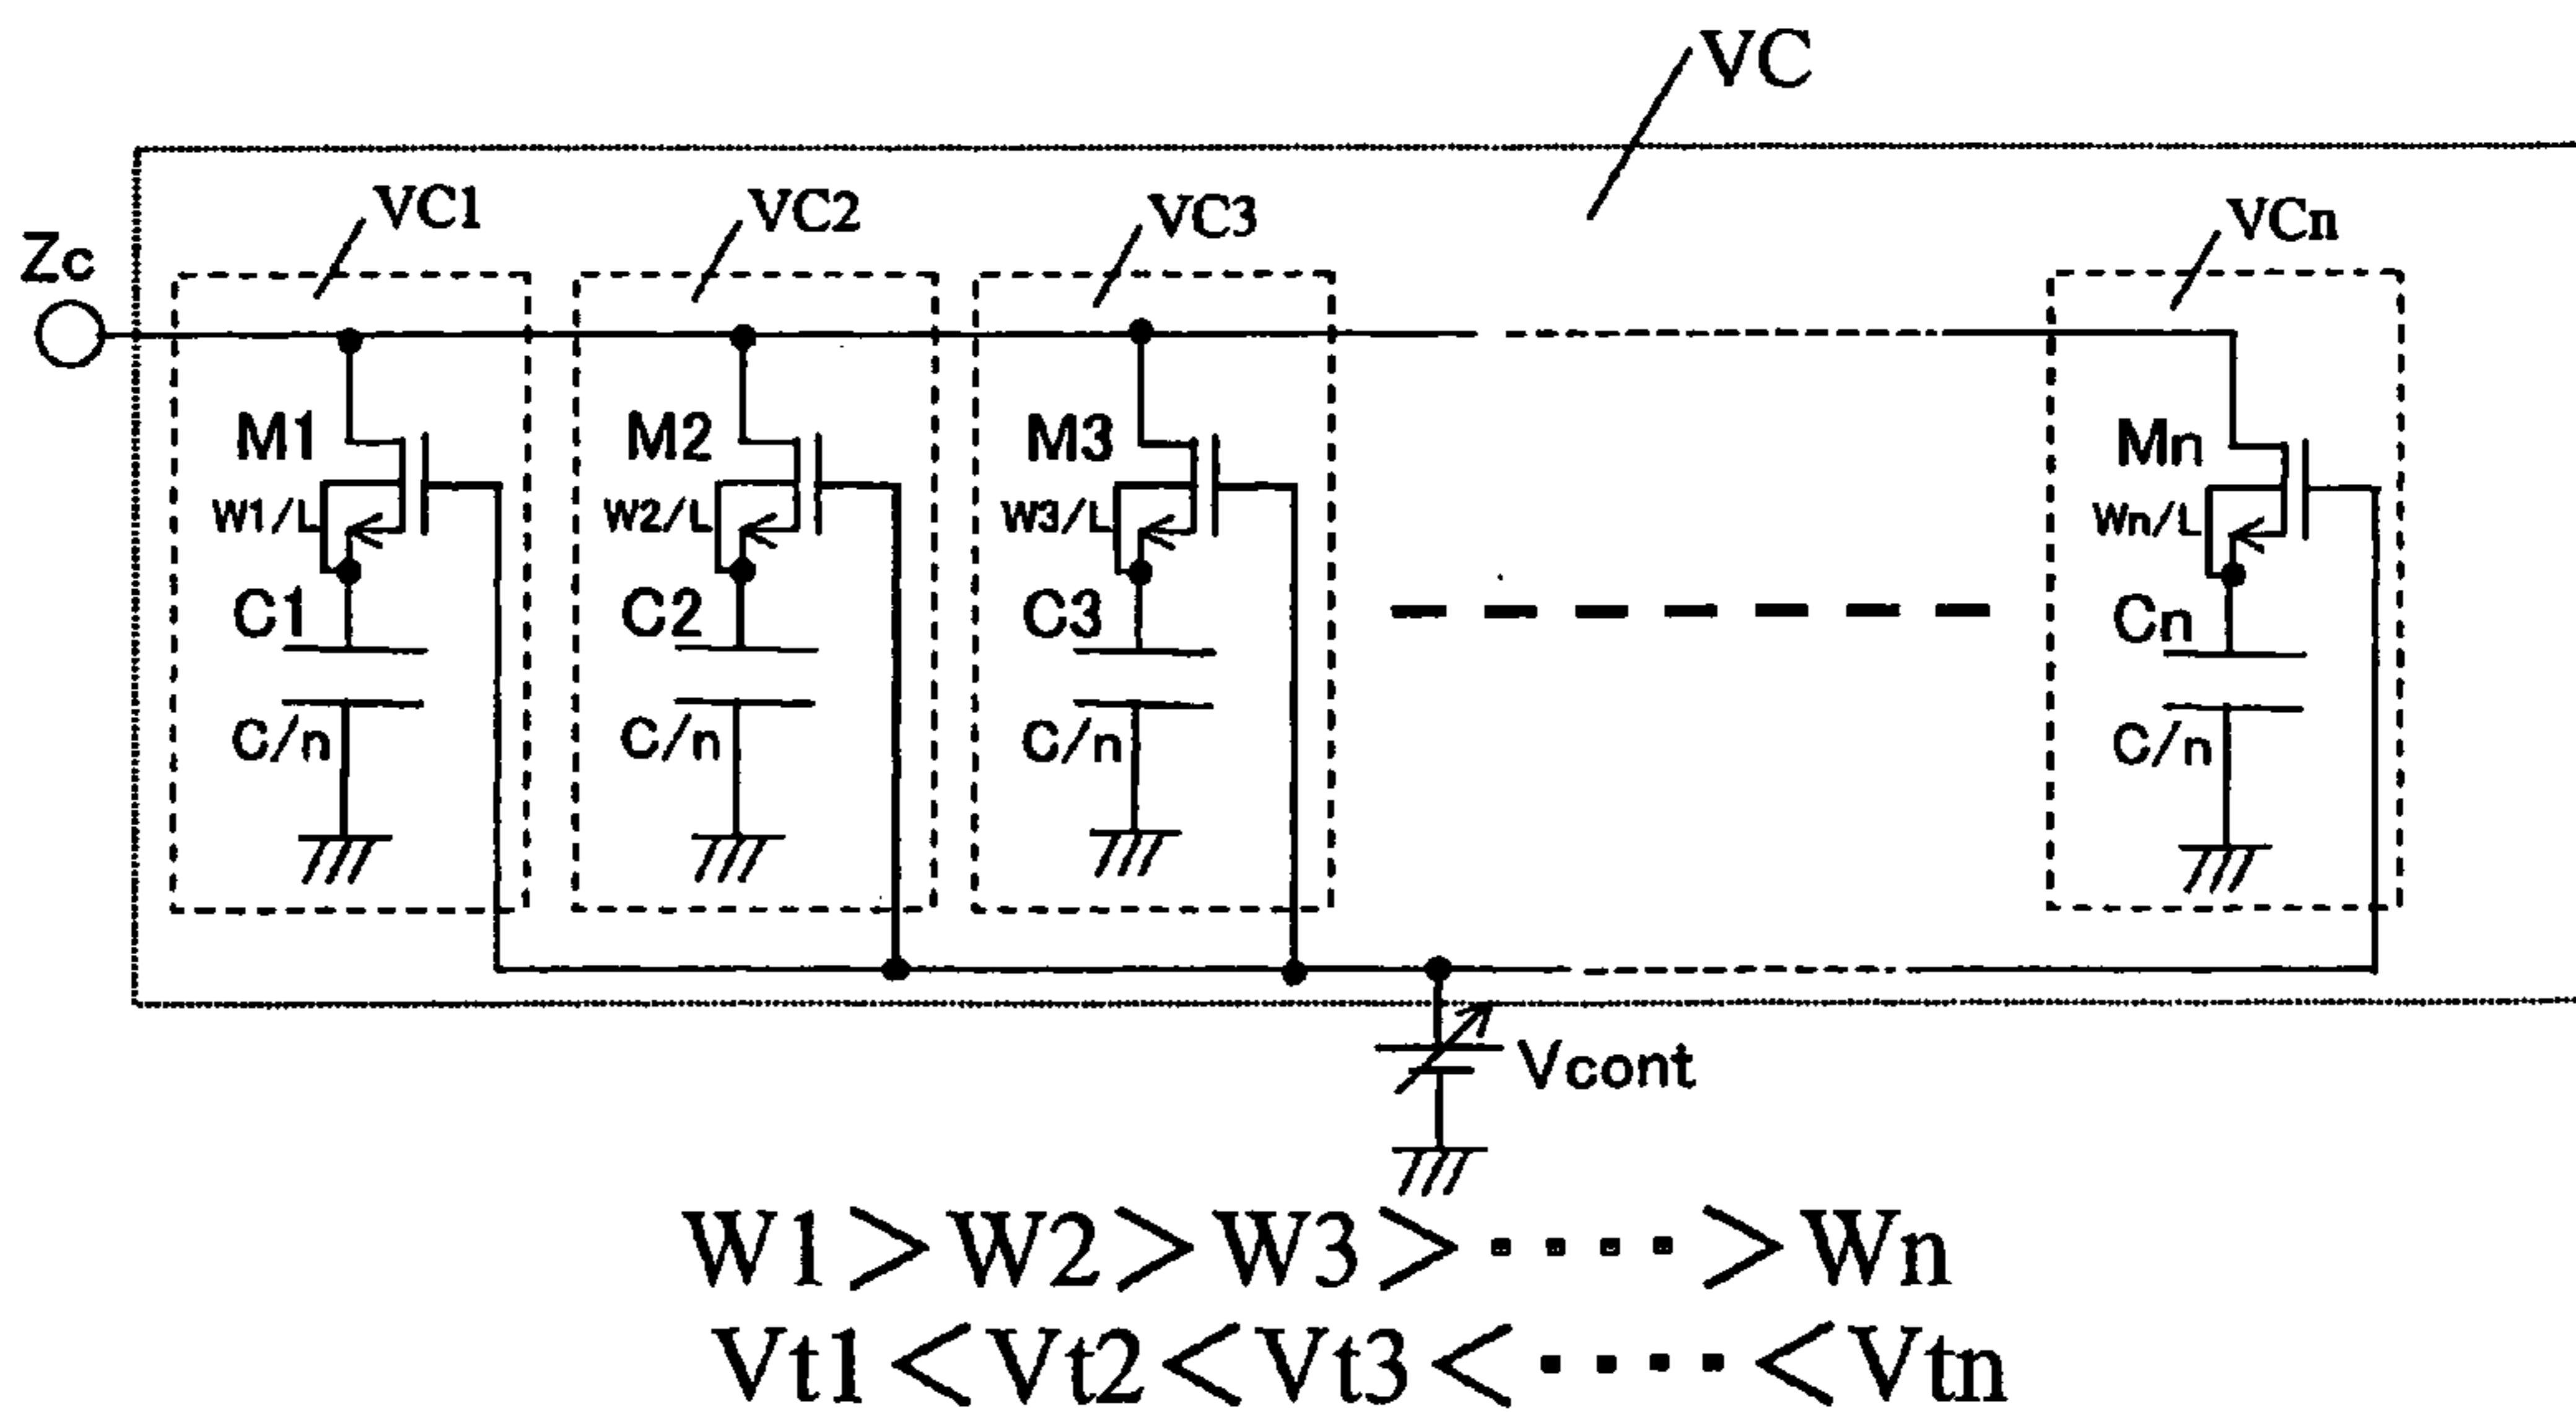 VC
VC1
VC2
VC3
VCn
Zc
M1
M2
M3
Mn
W1/L
W2/L
W3/L
Wn/L
C1
C2
C3
Cn
C/n
C/n
C/n
C/n
Vcont
W1>W2>W3>････>Wn
Vt1<Vt2<Vt3<････<Vtn